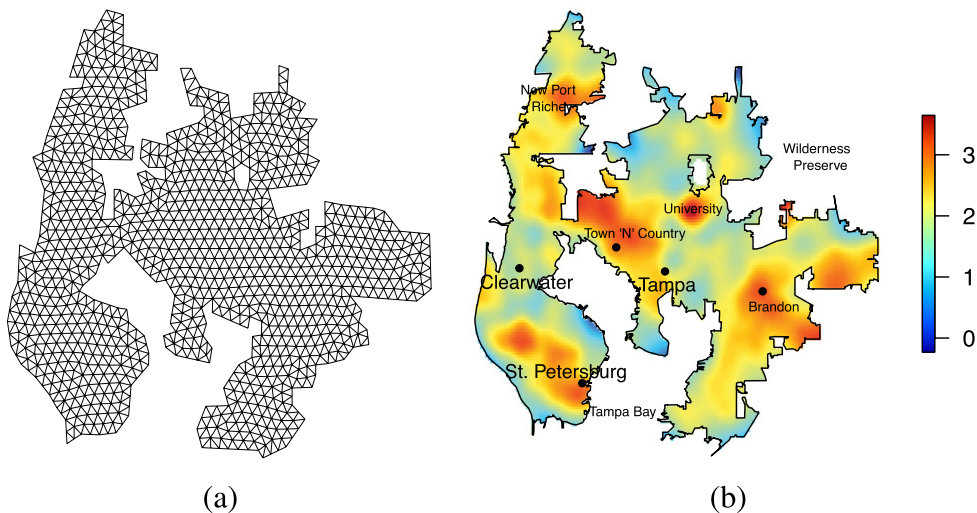 New Port
Richey
Wilderness
Preserve
University
Town 'N' Country
Clearwater
Tampa
Brandon
St. Petersburg
Tampa Bay
3
2
1
0
(a)
(b)